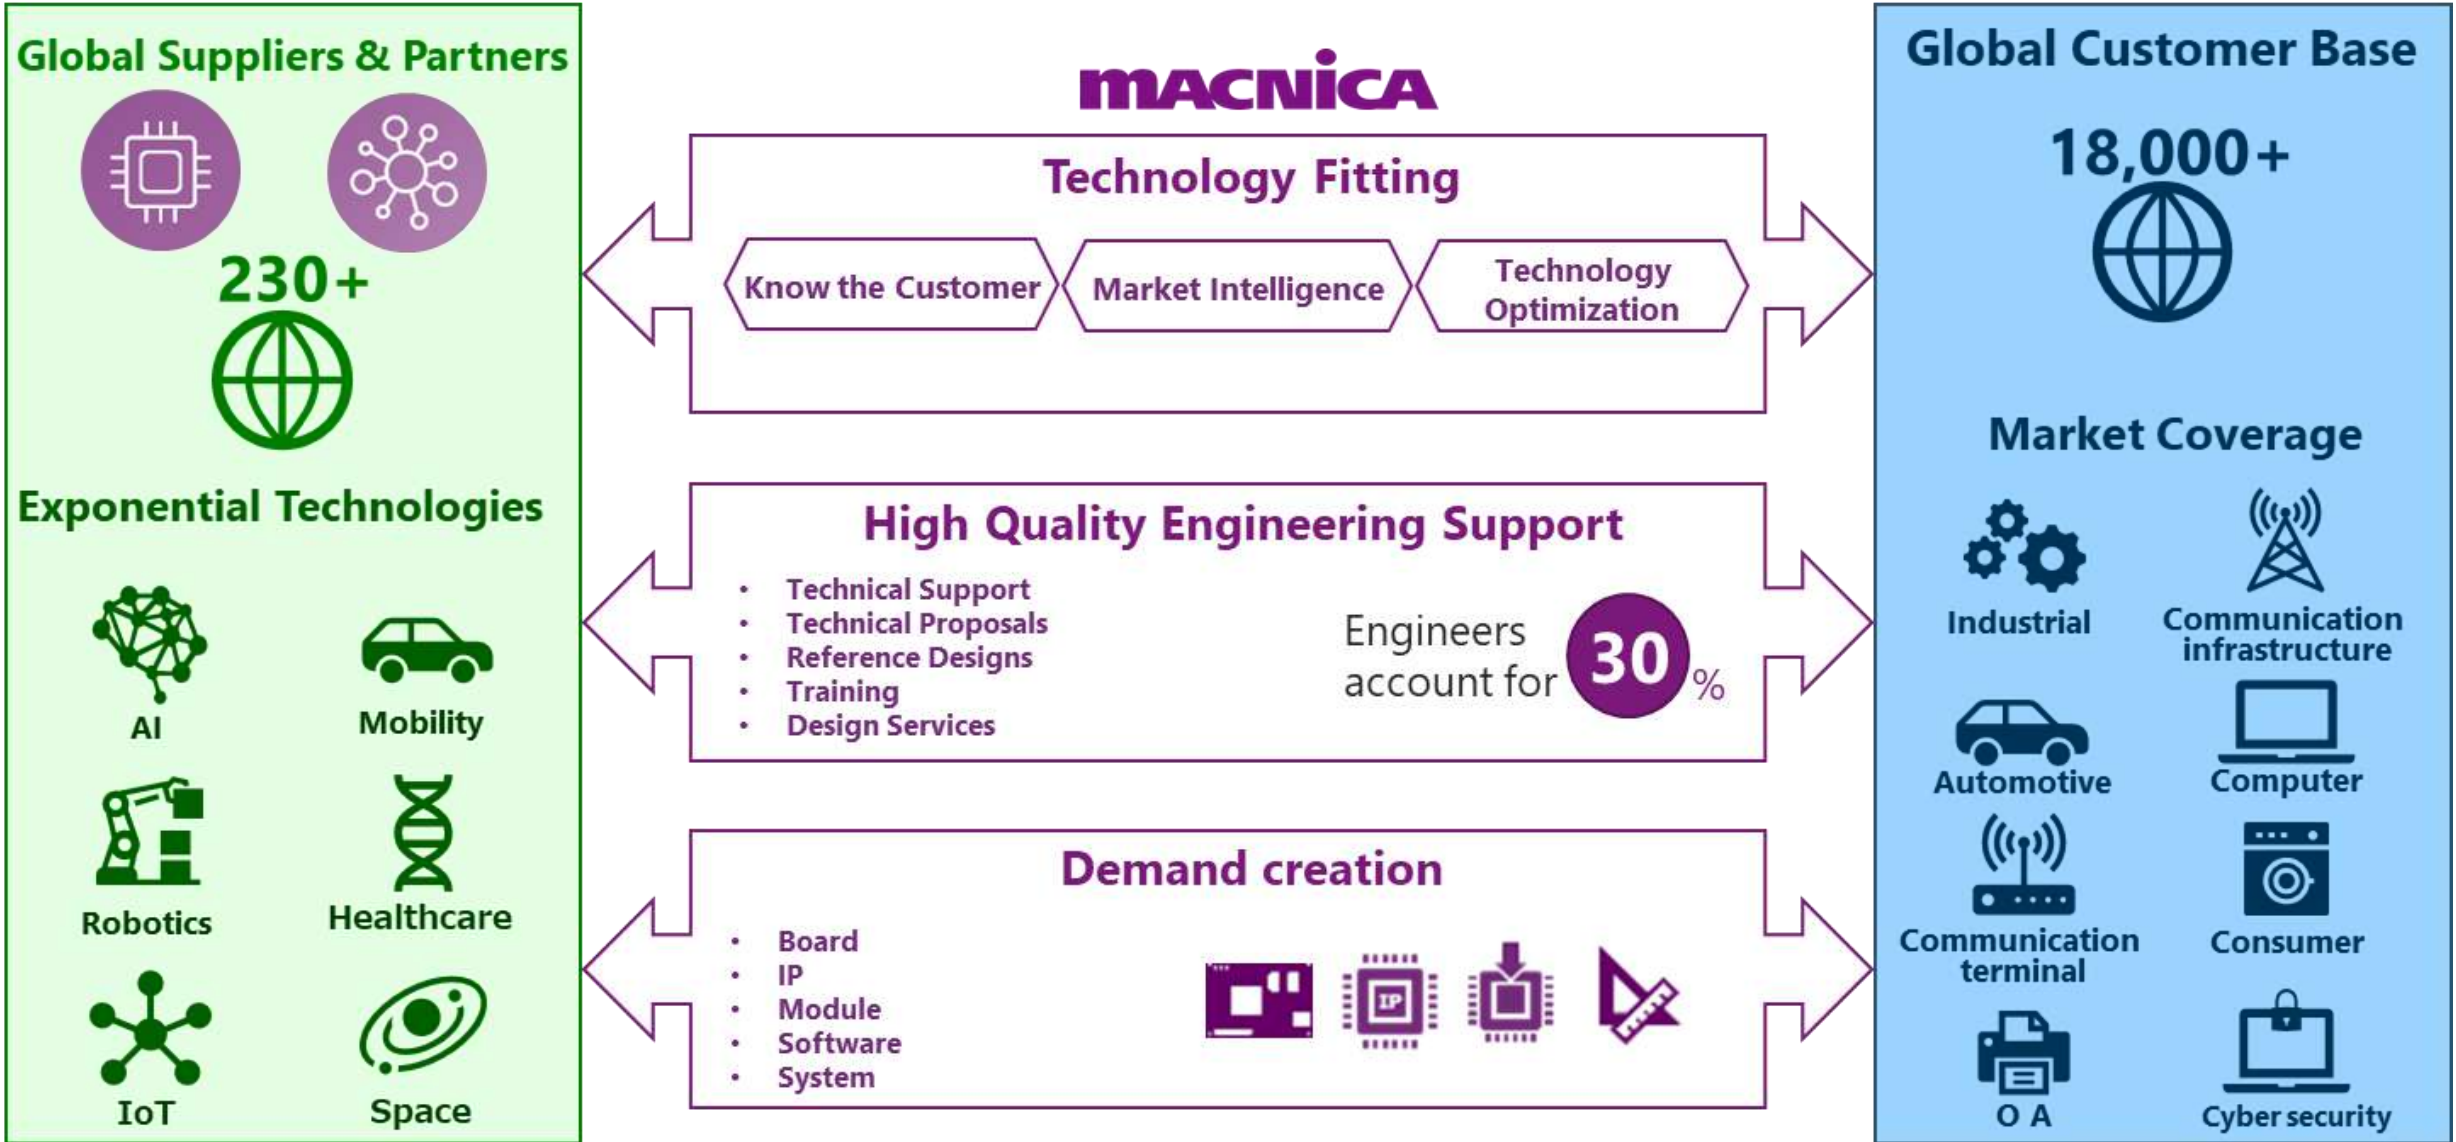 Global Suppliers & Partners
230+
Exponential Technologies
AI
Mobility
Robotics
Healthcare
IoT
Space
macnica
Technology Fitting
Know the Customer
Market Intelligence
Technology
Optimization
High Quality Engineering Support
• Technical Support
• Technical Proposals
• Reference Designs
• Training
• Design Services
Engineers
account for 30 %
Demand creation
• Board
• IP
• Module
• Software
• System
IP
Global Customer Base
18,000+
Market Coverage
Industrial
Communication
infrastructure
Automotive
Computer
Communication
terminal
Consumer
O A
Cyber security